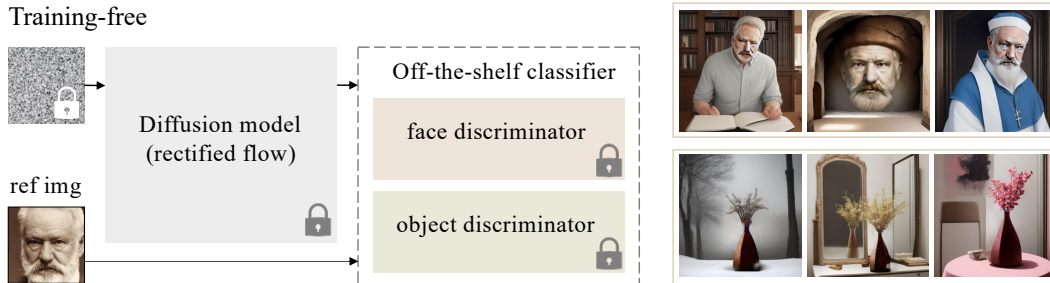 Training-free
Off-the-shelf classifier
Diffusion model
(rectified flow)
face discriminator
ref img
object discriminator